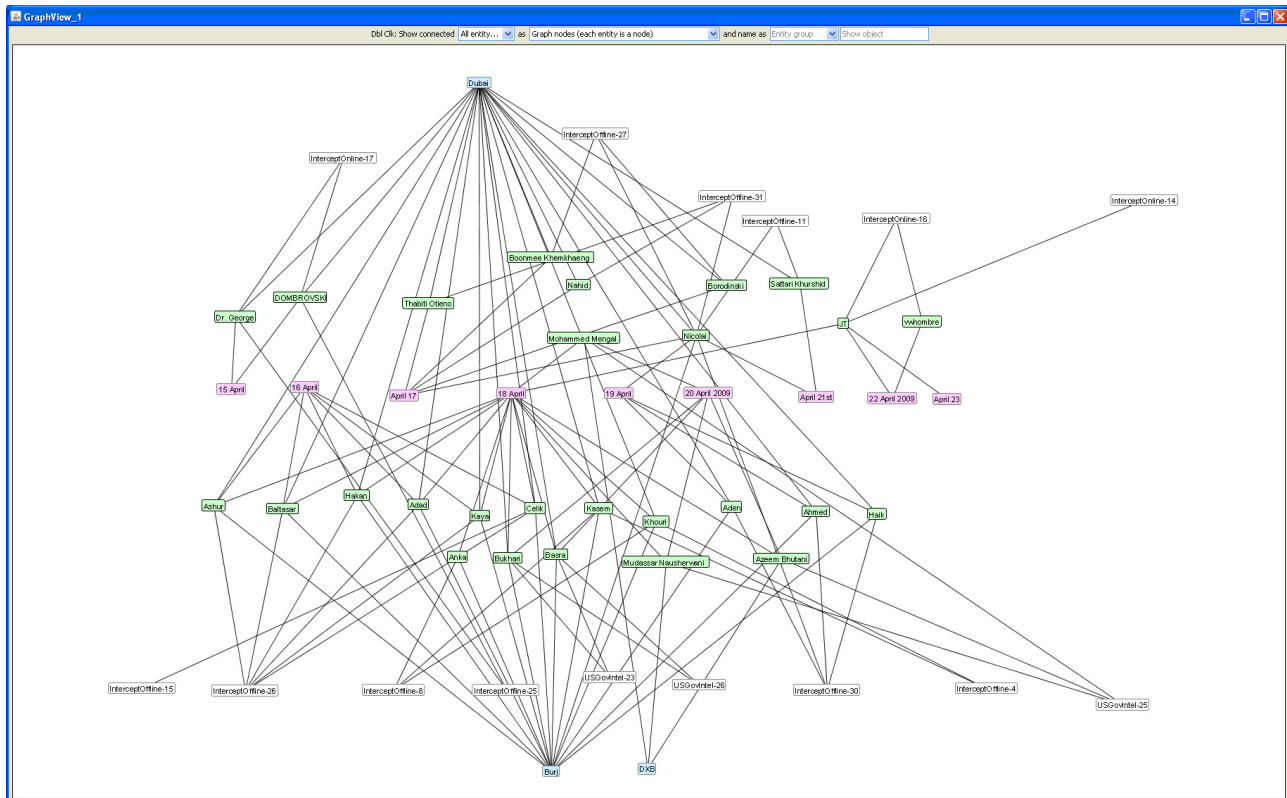 GraphView_1
Dbl Clk: Show connected All entity... as Graph nodes (each entity is a node) and name as Entity group Show object
Dubai
InterceptOffline-27
InterceptOnline-17
InterceptOffline-31
InterceptOnline-14
InterceptOffline-11
InterceptOnline-16
Boonmee Khemkhaeng
Nahid
Borodinski
Sattari Khurshid
DOMBROVSKI
Thabiti Otieno
Dr. George
JT
vwhombre
Mohammed Mengal
Nicolai
15 April
16 April
April 17
18 April
19 April
20 April 2009
April 21st
22 April 2009
April 23
Ashur
Baltasar
Hakan
Adad
Kaya
Celik
Kasem
Khouri
Aden
Ahmed
Haik
Anka
Bukhari
Basra
Mudassar Nausherwani
Azeem Bhutani
InterceptOffline-15
InterceptOffline-26
InterceptOffline-8
InterceptOffline-25
USGovIntel-23
USGovIntel-26
InterceptOffline-30
InterceptOffline-4
USGovIntel-25
Burj
DXB